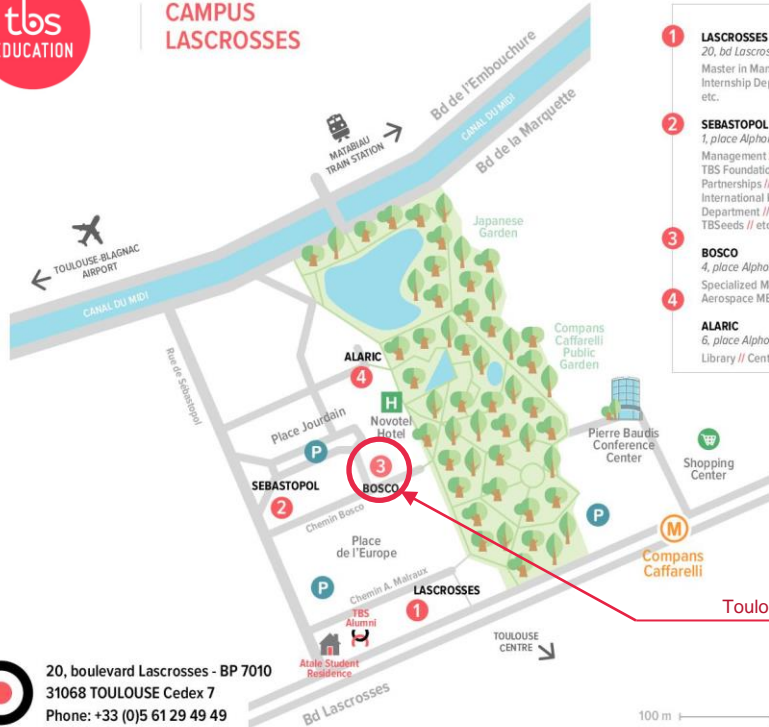 tbs
EDUCATION
CAMPUS
LASCROSSES
1
LASCROSSES
20, bd Lascros
Master in Man
Internship Dep
etc.
2
SEBASTOPOL
1, place Alphon
Management
TBS Foundatio
Partnerships //
International
Department //
TBSeeds // etc
3
BOSCO
4, place Alpho
Specialized M
Aerospace MB
4
ALARIC
6, place Alpho
Library // Cent
Bd de l'Embouchure
CANAL DU MIDI
Bd de la Marquette
MATABIAU
TRAIN STATION
TOULOUSE-BLAGNAC
AIRPORT
CANAL DU MIDI
Japanese
Garden
Compans
Caffarelli
Public
Garden
Rue de Sébastopol
ALARIC
4
H
Novotel
Hotel
Place Jourdain
P
3
BOSCO
SEBASTOPOL
2
Chemin Bosco
Place
de l'Europe
P
Chemin A. Malraux
LASCROSSES
1
TBS
Alumni
Atale Student
Residence
Pierre Baudis
Conference
Center
Shopping
Center
P
M
Compans
Caffarelli
Toulo
TOULOUSE
CENTRE
Bd Lascrosses
20, boulevard Lascrosses - BP 7010
31068 TOULOUSE Cedex 7
Phone: +33 (0)5 61 29 49 49
100 m